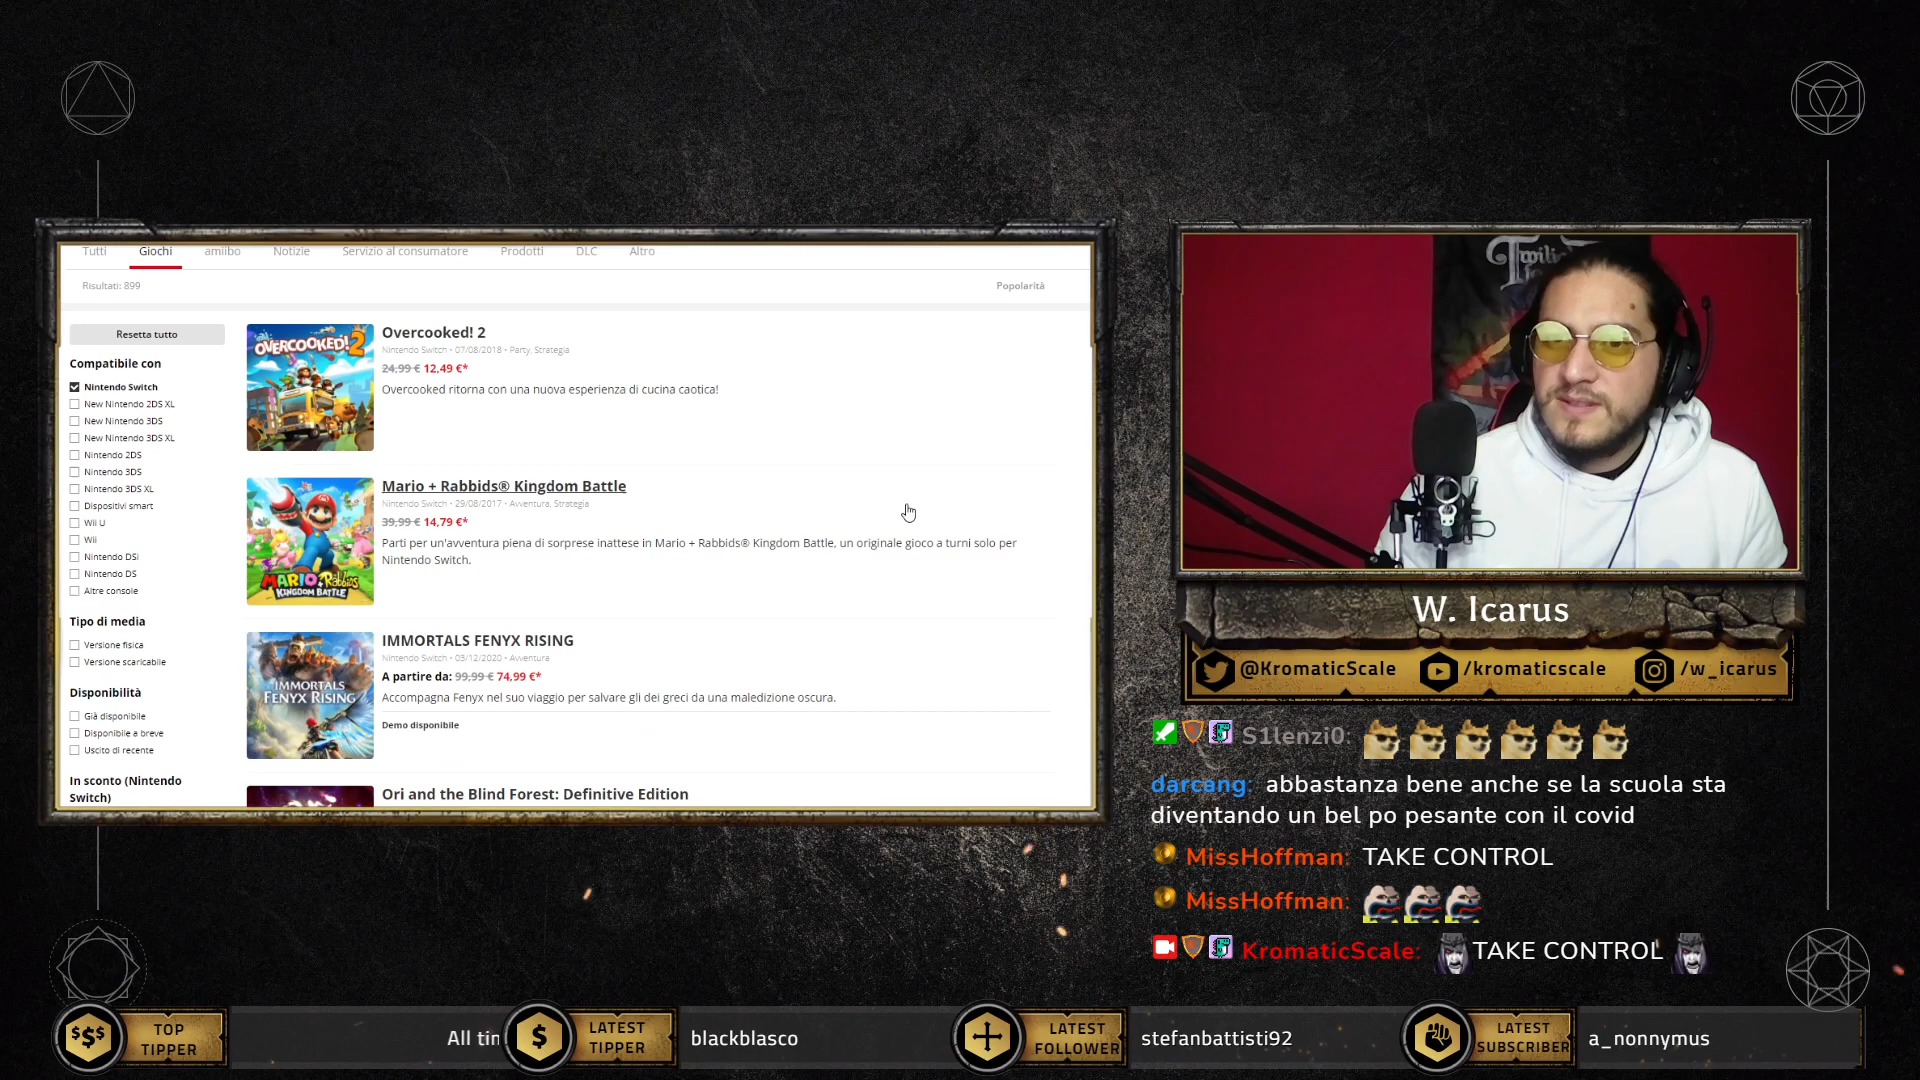 Tutti Giochi amiibo Notizie Servizio al consumatore Prodotti DLC Altro
Risultati: 899
Popolarità
Resetta tutto
Compatibile con
Nintendo Switch
New Nintendo 2DS XL
New Nintendo 3DS
New Nintendo 3DS XL
Nintendo 2DS
Nintendo 3DS
Nintendo 3DS XL
Dispositivi smart
Wii U
Wii
Nintendo DSi
Nintendo DS
Altre console
Tipo di media
Versione fisica
Versione scaricabile
Disponibilità
Già disponibile
Disponibile a breve
Uscito di recente
In sconto (Nintendo
Switch)
OVERCOOKED! 2
Overcooked! 2
Nintendo Switch • 07/08/2018 • Party, Strategia
24,99 € 12,49 €*
Overcooked ritorna con una nuova esperienza di cucina caotica!
MARIO + Rabbids
KINGDOM BATTLE
Mario + Rabbids® Kingdom Battle
Nintendo Switch • 29/08/2017 • Avventura, Strategia
39,99 € 14,79 €*
Parti per un'avventura piena di sorprese inattese in Mario + Rabbids® Kingdom Battle, un originale gioco a turni solo per
Nintendo Switch.
IMMORTALS
FENYX RISING
IMMORTALS FENYX RISING
Nintendo Switch • 03/12/2020 • Avventura
A partire da: 99,99 € 74,99 €*
Accompagna Fenyx nel suo viaggio per salvare gli dei greci da una maledizione oscura.
Demo disponibile
Ori and the Blind Forest: Definitive Edition
W. Icarus
@KromaticScale /kromaticscale /w_icarus
S1lenzi0:
darcang: abbastanza bene anche se la scuola sta
diventando un bel po pesante con il covid
MissHoffman: TAKE CONTROL
MissHoffman:
KromaticScale: TAKE CONTROL
$$$ TOP
TIPPER
All tim
$ LATEST
TIPPER
blackblasco
LATEST
FOLLOWER
stefanbattisti92
LATEST
SUBSCRIBER
a_nonnymus